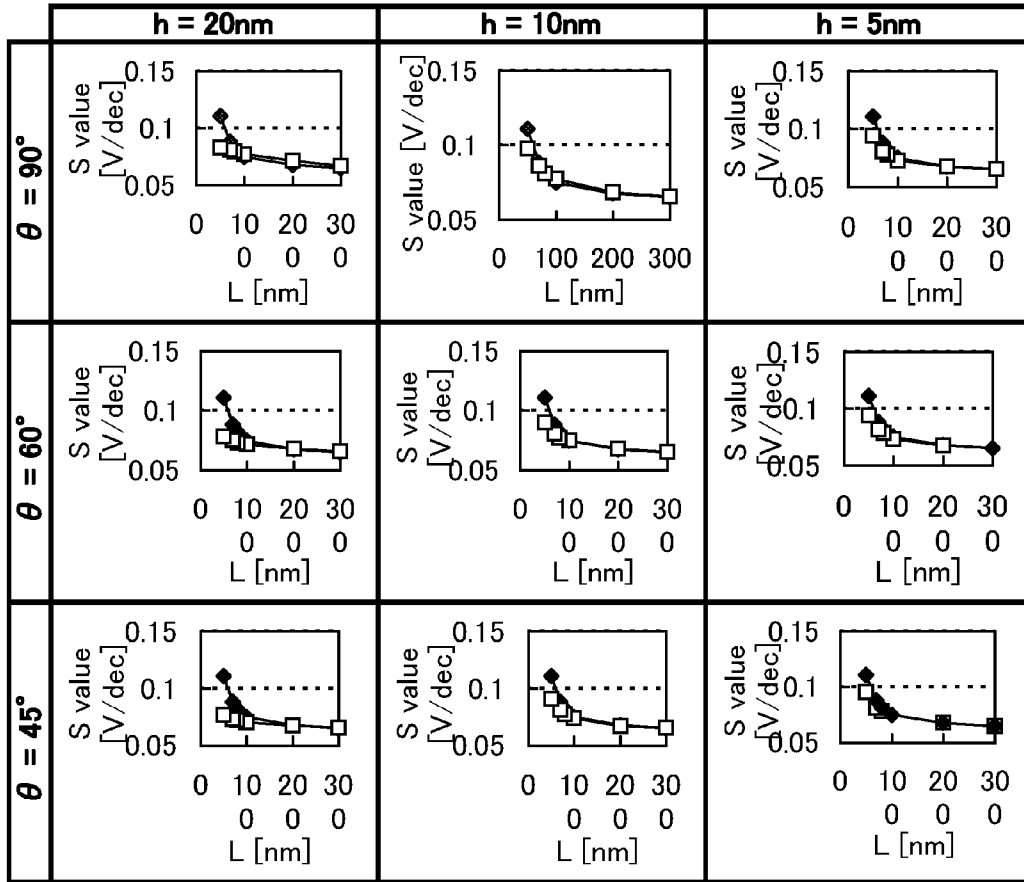 h = 20nm
h = 10nm
h = 5nm
θ = 90°
S value
[V/dec]
0.15
0.1
0.05
0
10
0
20
0
30
0
L [nm]
S value [V/dec]
0.15
0.1
0.05
0
100
200
300
L [nm]
S value
[V/dec]
0.15
0.1
0.05
0
10
0
20
0
30
0
L [nm]
θ = 60°
S value
[V/dec]
0.15
0.1
0.05
0
10
0
20
0
30
0
L [nm]
S value
[V/dec]
0.15
0.1
0.05
0
10
0
20
0
30
0
L [nm]
S value
[V/dec]
0.15
0.1
0.05
0
10
0
20
0
30
0
L [nm]
θ = 45°
S value
[V/dec]
0.15
0.1
0.05
0
10
0
20
0
30
0
L [nm]
S value
[V/dec]
0.15
0.1
0.05
0
10
0
20
0
30
0
L [nm]
S value
[V/dec]
0.15
0.1
0.05
0
10
0
20
0
30
0
L [nm]